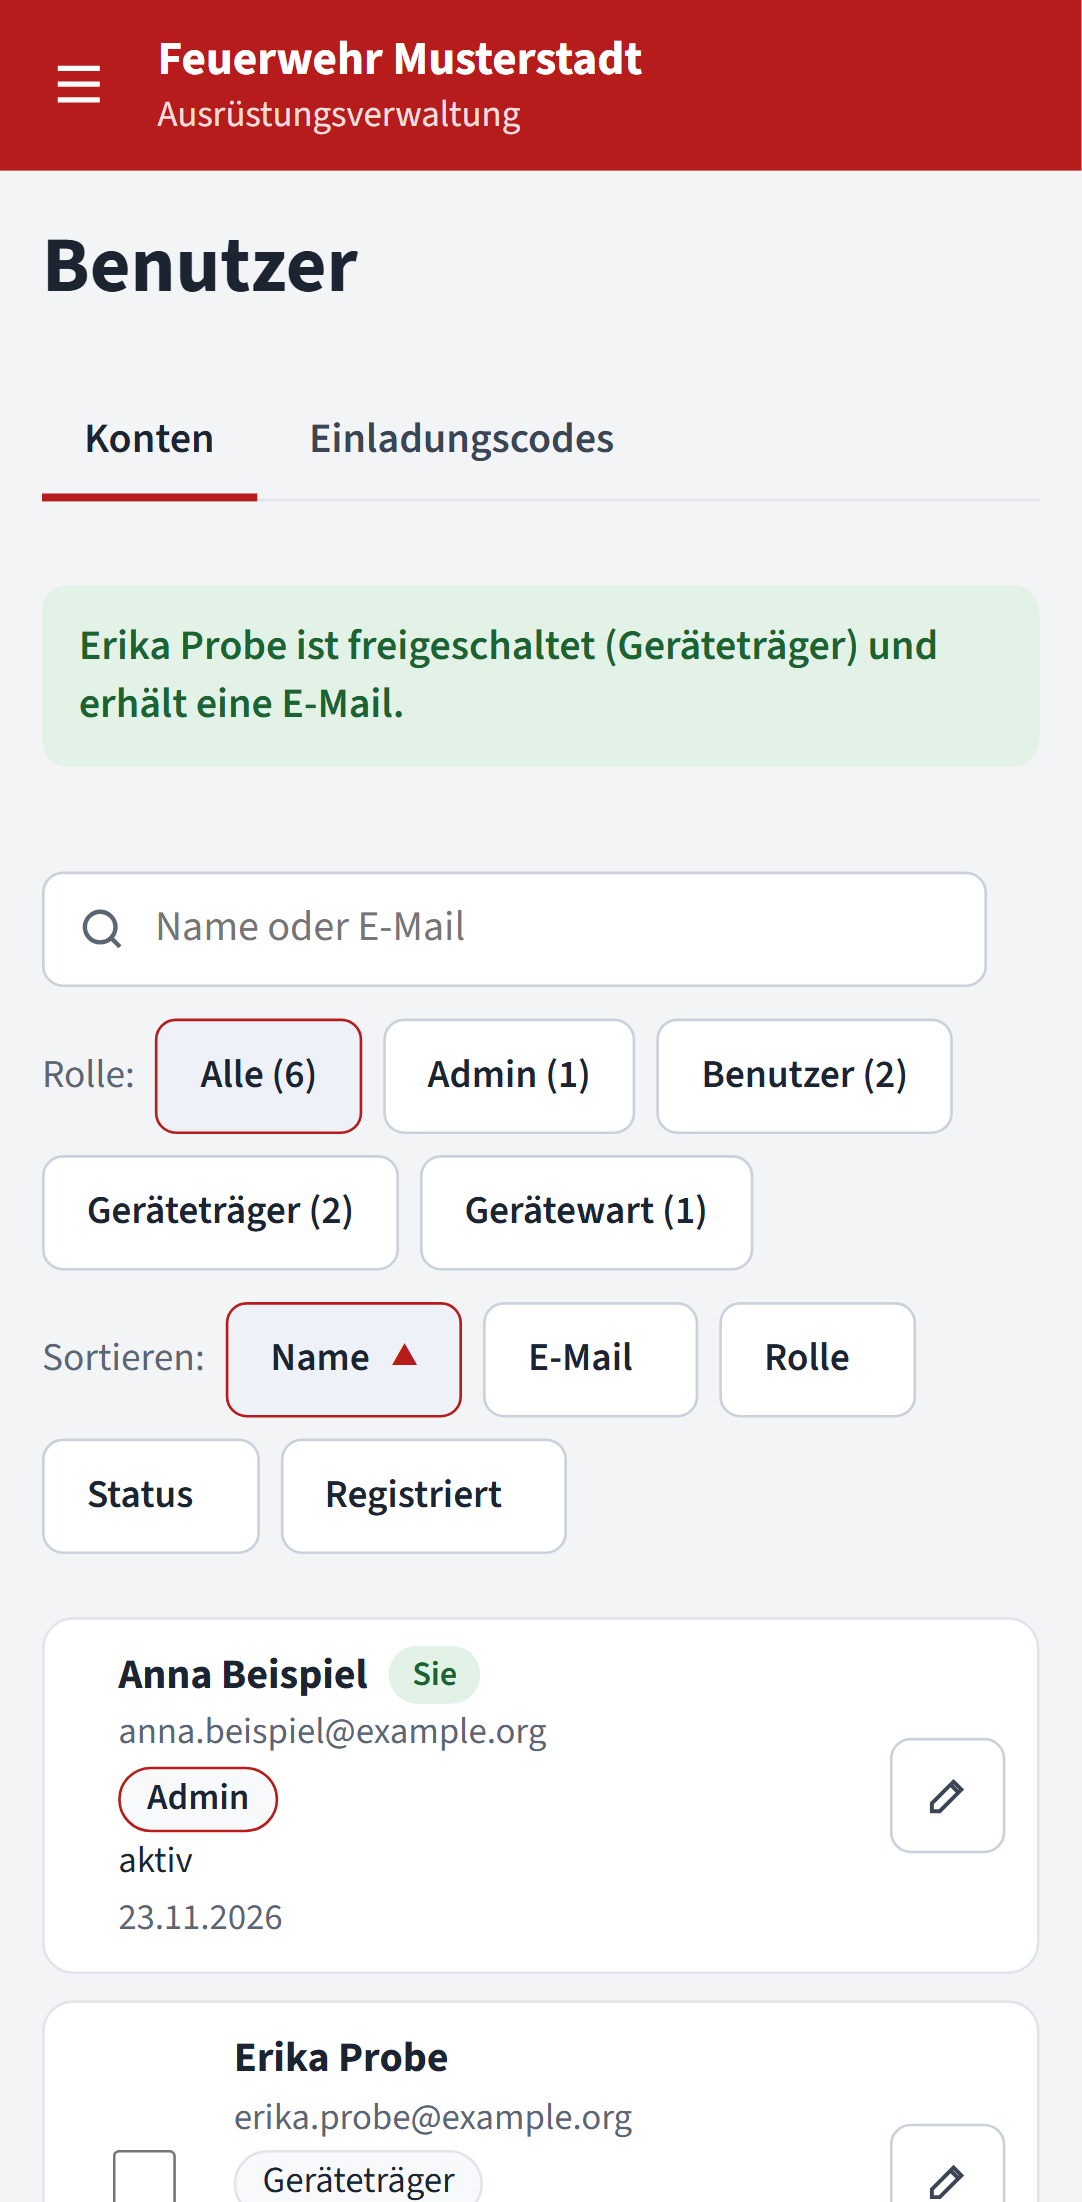 Feuerwehr Musterstadt
Ausrüstungsverwaltung
Benutzer
Konten
Einladungscodes
Erika Probe ist freigeschaltet (Geräteträger) und
erhält eine E-Mail.
Name oder E-Mail
Rolle: Alle (6) Admin (1) Benutzer (2)
Geräteträger (2) Gerätewart (1)
Sortieren: Name ▲ E-Mail Rolle
Status Registriert
Anna Beispiel Sie
anna.beispiel@example.org
Admin
aktiv
23.11.2026
Erika Probe
erika.probe@example.org
Geräteträger